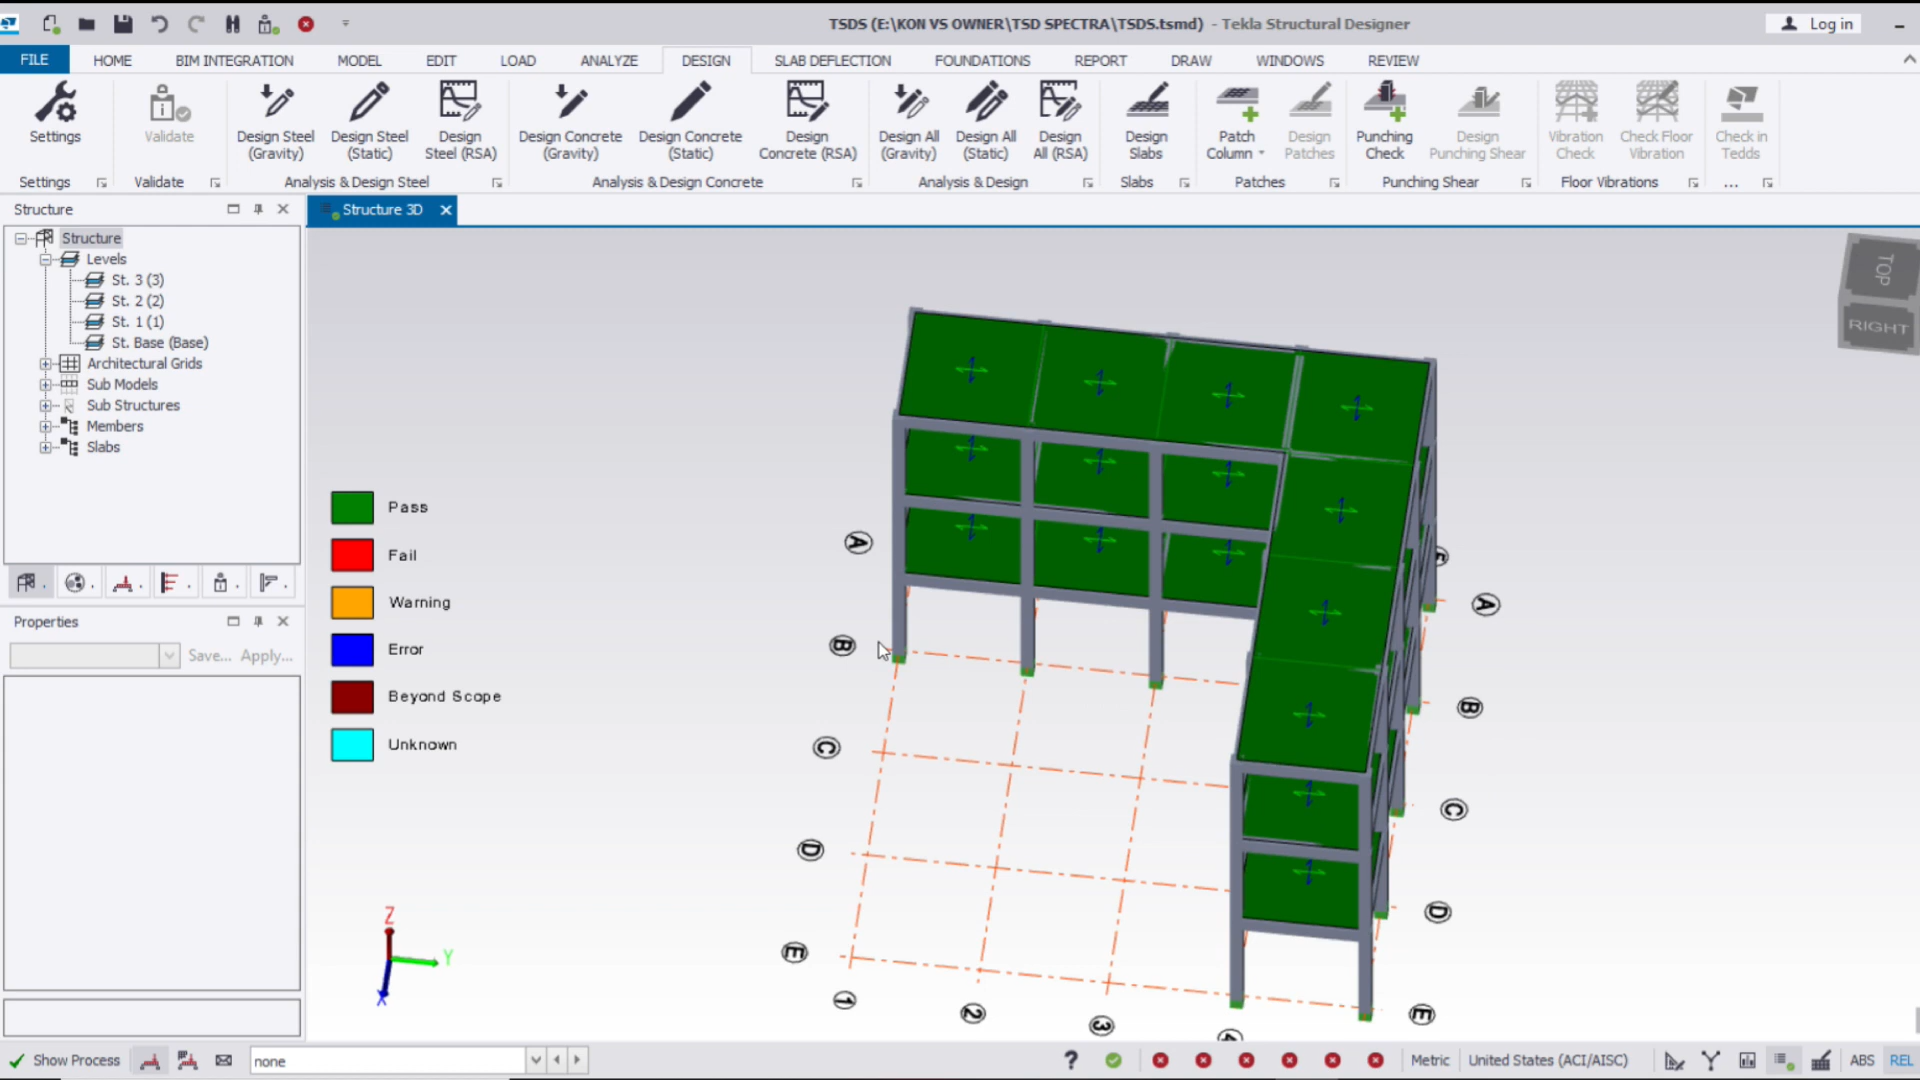 TSDS (E:\KON VS OWNER\TSD SPECTRA\TSDS.tsmd) - Tekla Structural Designer
Log in
FILE HOME BIM INTEGRATION MODEL EDIT LOAD ANALYZE DESIGN SLAB DEFLECTION FOUNDATIONS REPORT DRAW WINDOWS REVIEW
Settings
Validate
Design Steel
(Gravity)
Design Steel
(Static)
Design
Steel (RSA)
Design Concrete
(Gravity)
Design Concrete
(Static)
Design
Concrete (RSA)
Design All
(Gravity)
Design All
(Static)
Design
All (RSA)
Design
Slabs
Patch
Column
Design
Patches
Punching
Check
Design
Punching Shear
Vibration
Check
Check Floor
Vibration
Check in
Tedds
Settings
Validate
Analysis & Design Steel
Analysis & Design Concrete
Analysis & Design
Slabs
Patches
Punching Shear
Floor Vibrations
...
Structure
Structure 3D
Structure
Levels
St. 3 (3)
St. 2 (2)
St. 1 (1)
St. Base (Base)
Architectural Grids
Sub Models
Sub Structures
Members
Slabs
Properties
Save... Apply...
TOP
RIGHT
Pass
Fail
Warning
Error
Beyond Scope
Unknown
A
A
B
B
C
C
D
D
E
E
1
2
3
4
Z
Y
X
Show Process
none
?
Metric
United States (ACI/AISC)
ABS
REL